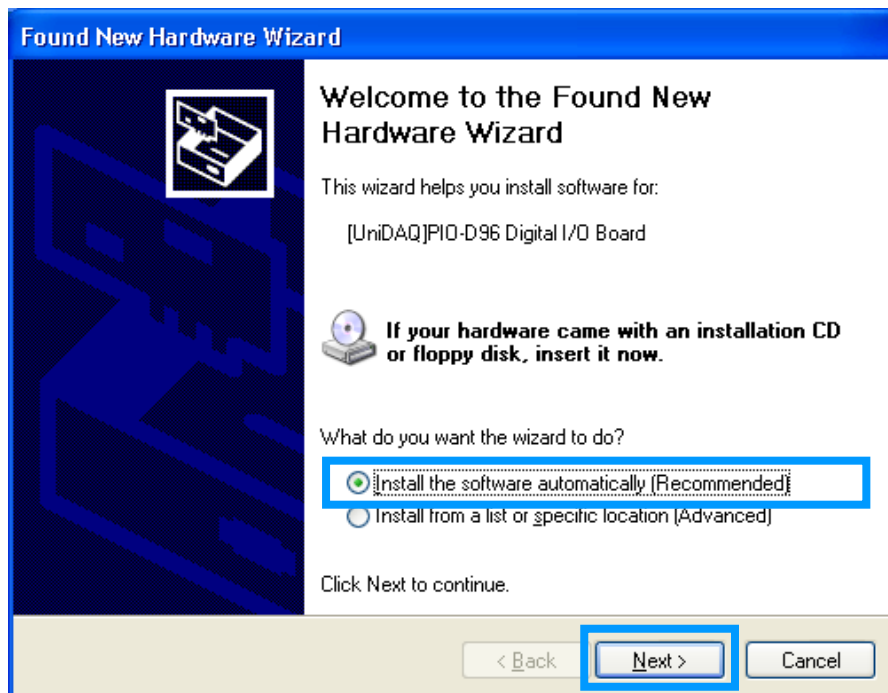 Found New Hardware Wizard
Welcome to the Found New
Hardware Wizard
This wizard helps you install software for:
[UniDAQ]PIO-D96 Digital I/O Board
If your hardware came with an installation CD
or floppy disk, insert it now.
What do you want the wizard to do?
Install the software automatically (Recommended)
Install from a list or specific location (Advanced)
Click Next to continue.
< Back Next > Cancel